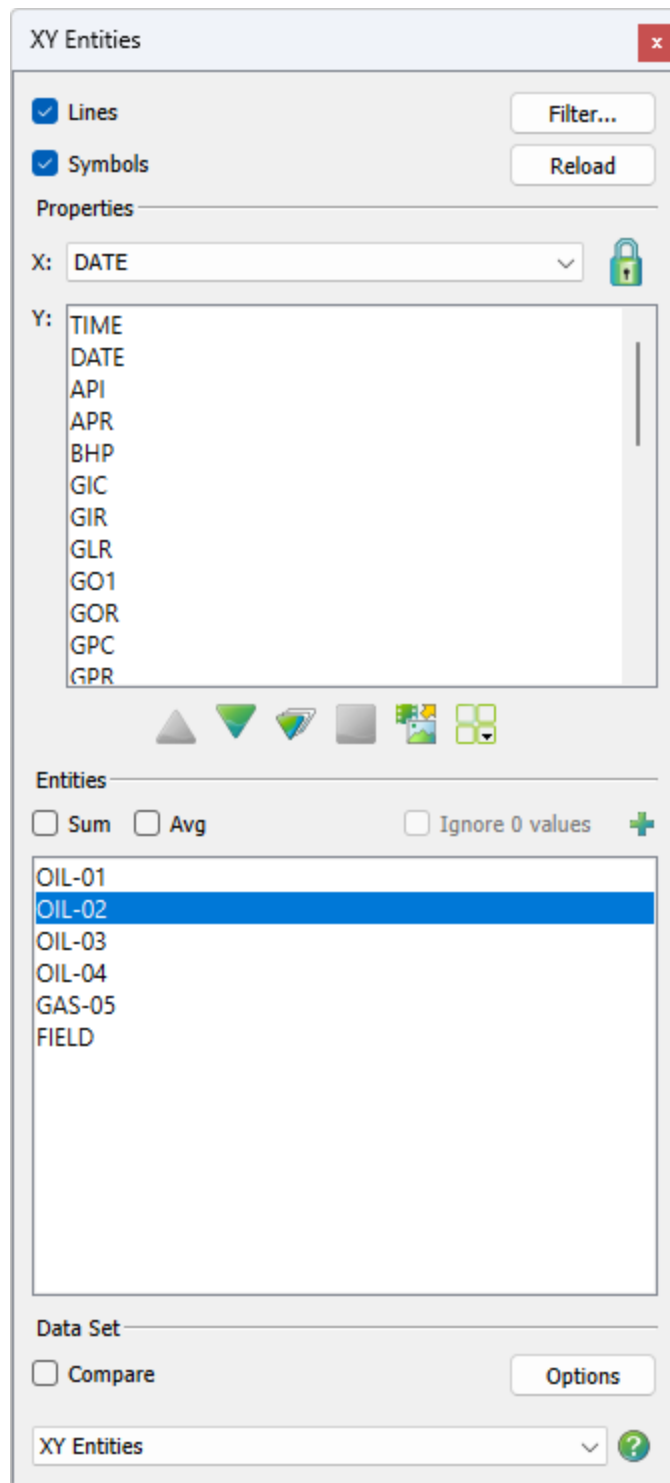 XY Entities
x
Lines
Filter...
Symbols
Reload
Properties
X: DATE
Y:
TIME
DATE
API
APR
BHP
GIC
GIR
GLR
GO1
GOR
GPC
GPR
Entities
Sum Avg Ignore 0 values
OIL-01
OIL-02
OIL-03
OIL-04
GAS-05
FIELD
Data Set
Compare
Options
XY Entities
?